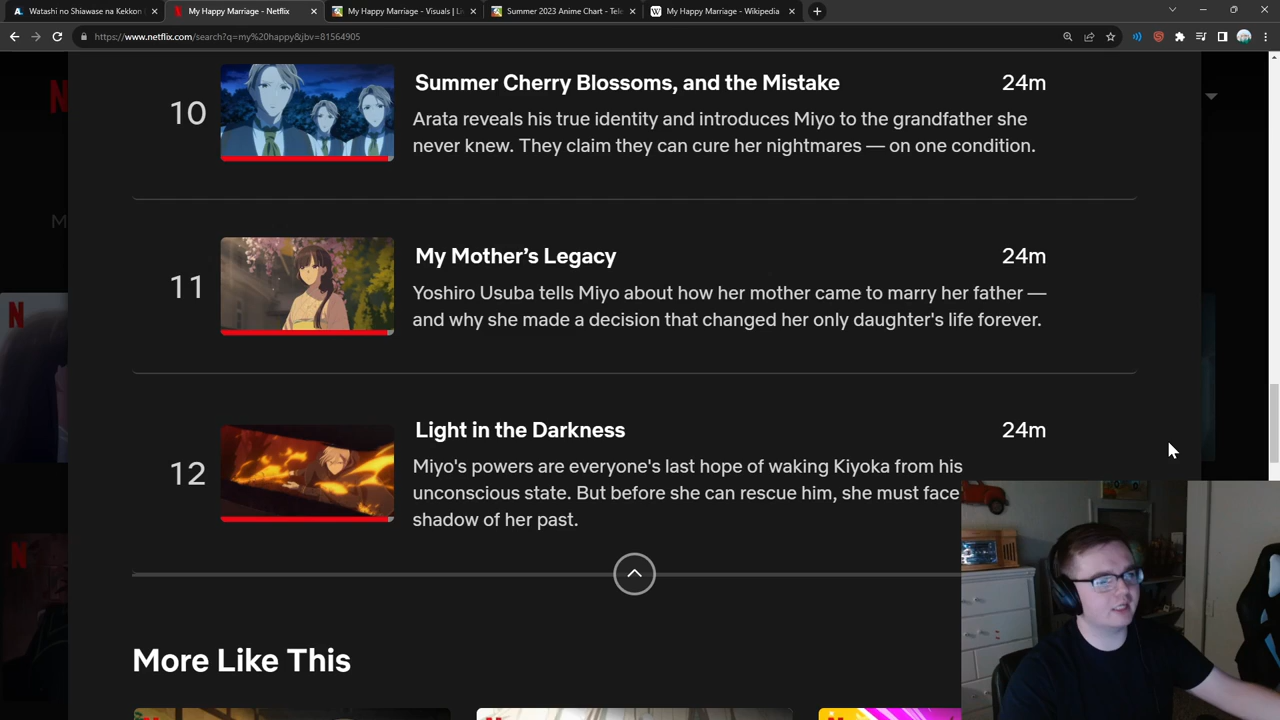 Watashi no Shiawase na Kekkon (
My Happy Marriage - Netflix
My Happy Marriage - Visuals | Li
Summer 2023 Anime Chart - Tele
My Happy Marriage - Wikipedia
https://www.netflix.com/search?q=my%20happy&jbv=81564905
N
M
10
Summer Cherry Blossoms, and the Mistake
24m
Arata reveals his true identity and introduces Miyo to the grandfather she
never knew. They claim they can cure her nightmares — on one condition.
N
11
My Mother's Legacy
24m
Yoshiro Usuba tells Miyo about how her mother came to marry her father —
and why she made a decision that changed her only daughter's life forever.
12
Light in the Darkness
24m
Miyo's powers are everyone's last hope of waking Kiyoka from his
unconscious state. But before she can rescue him, she must face
shadow of her past.
N
More Like This